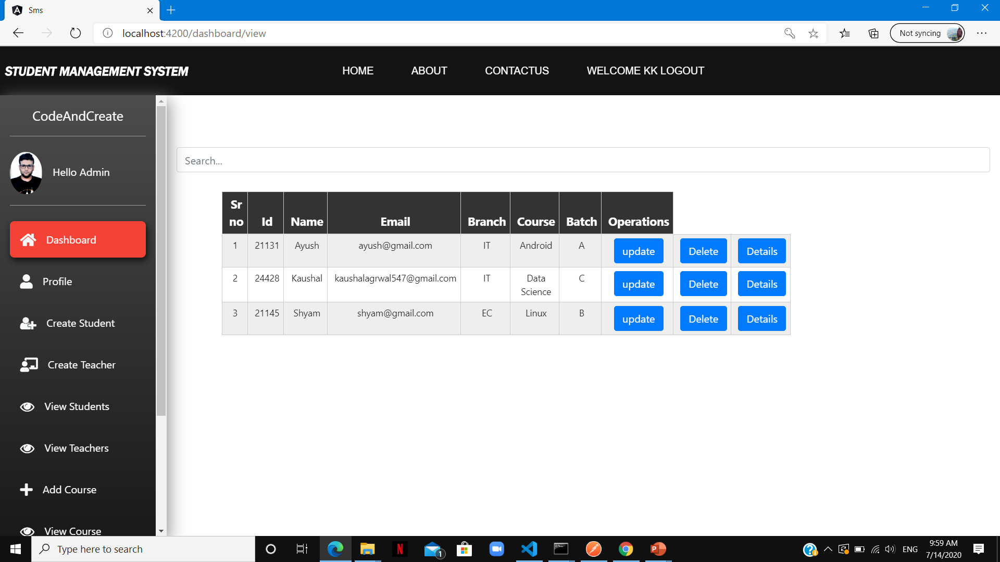 Sms
localhost:4200/dashboard/view
Not syncing
STUDENT MANAGEMENT SYSTEM
HOME
ABOUT
CONTACTUS
WELCOME KK LOGOUT
CodeAndCreate
Hello Admin
Dashboard
Profile
Create Student
Create Teacher
View Students
View Teachers
Add Course
View Course
Search...
Sr no Id Name Email Branch Course Batch Operations
1 21131 Ayush ayush@gmail.com IT Android A update Delete Details
2 24428 Kaushal kaushalagrwal547@gmail.com IT Data Science C update Delete Details
3 21145 Shyam shyam@gmail.com EC Linux B update Delete Details
Type here to search
N
1
P
ENG
9:59 AM
7/14/2020